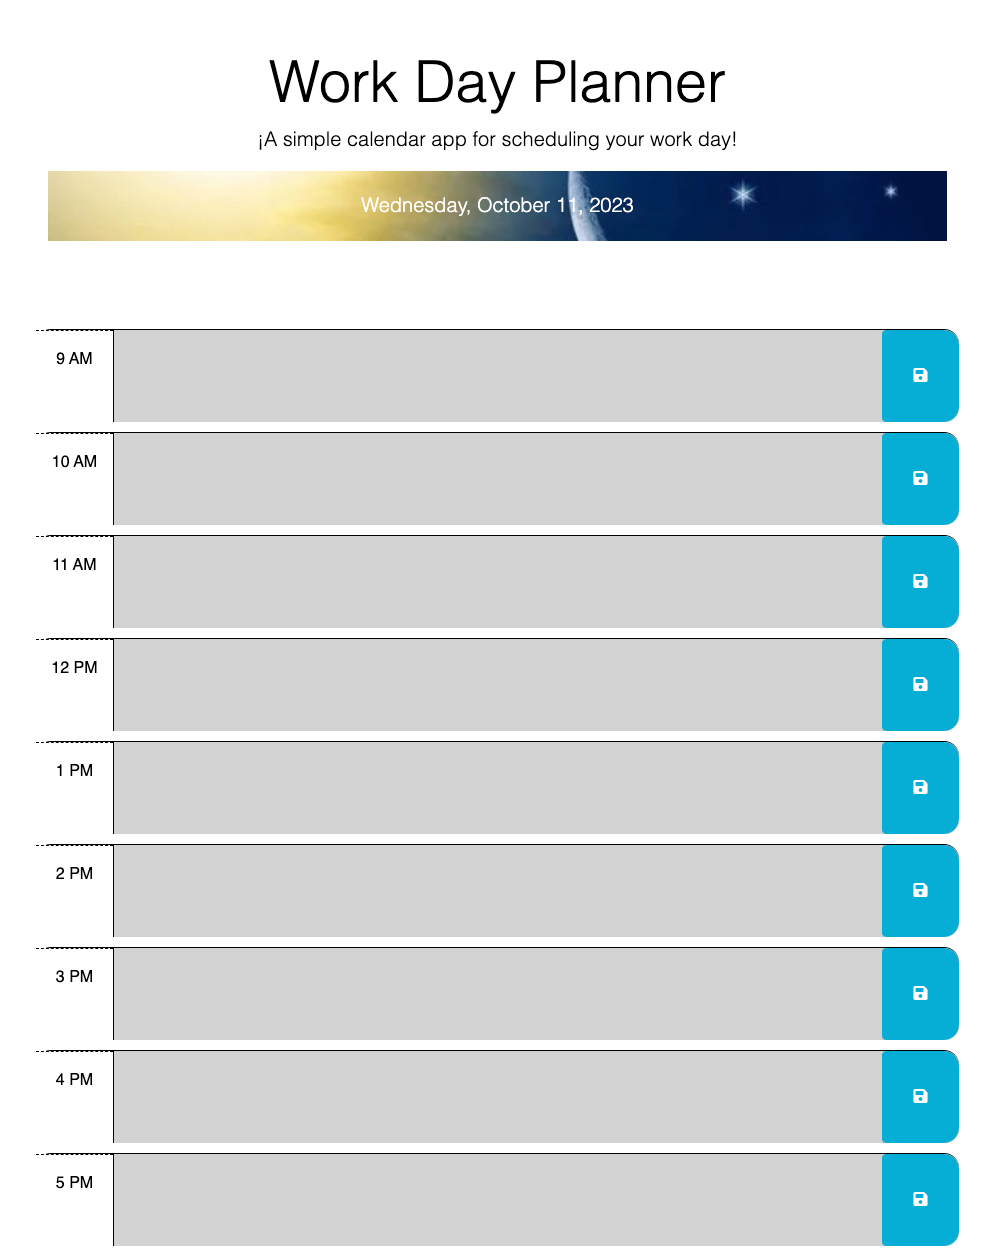 Work Day Planner
¡A simple calendar app for scheduling your work day!
Wednesday, October 11, 2023
9 AM
10 AM
11 AM
12 PM
1 PM
2 PM
3 PM
4 PM
5 PM